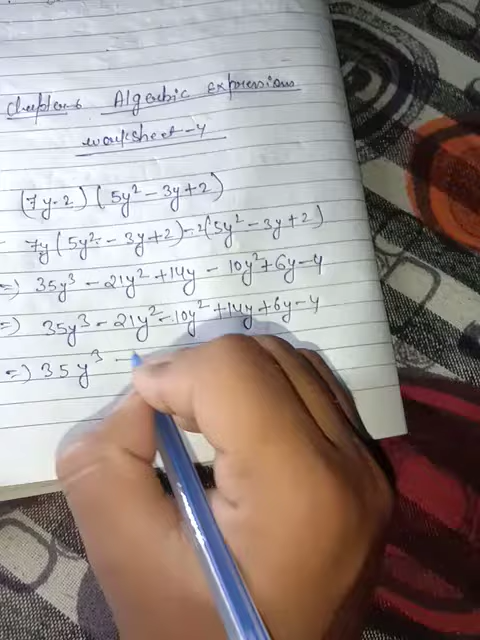 Chapter-6 Algebic expressions
worksheet-4
(7y-2) (5y² - 3y+2)
7y(5y² - 3y+2)-2(5y² - 3y+2)
=) 35y³ - 21y² +14y - 10y²+6y-4
=) 35y³ - 21y² - 10y² +14y+6y-4
=) 35y³ -